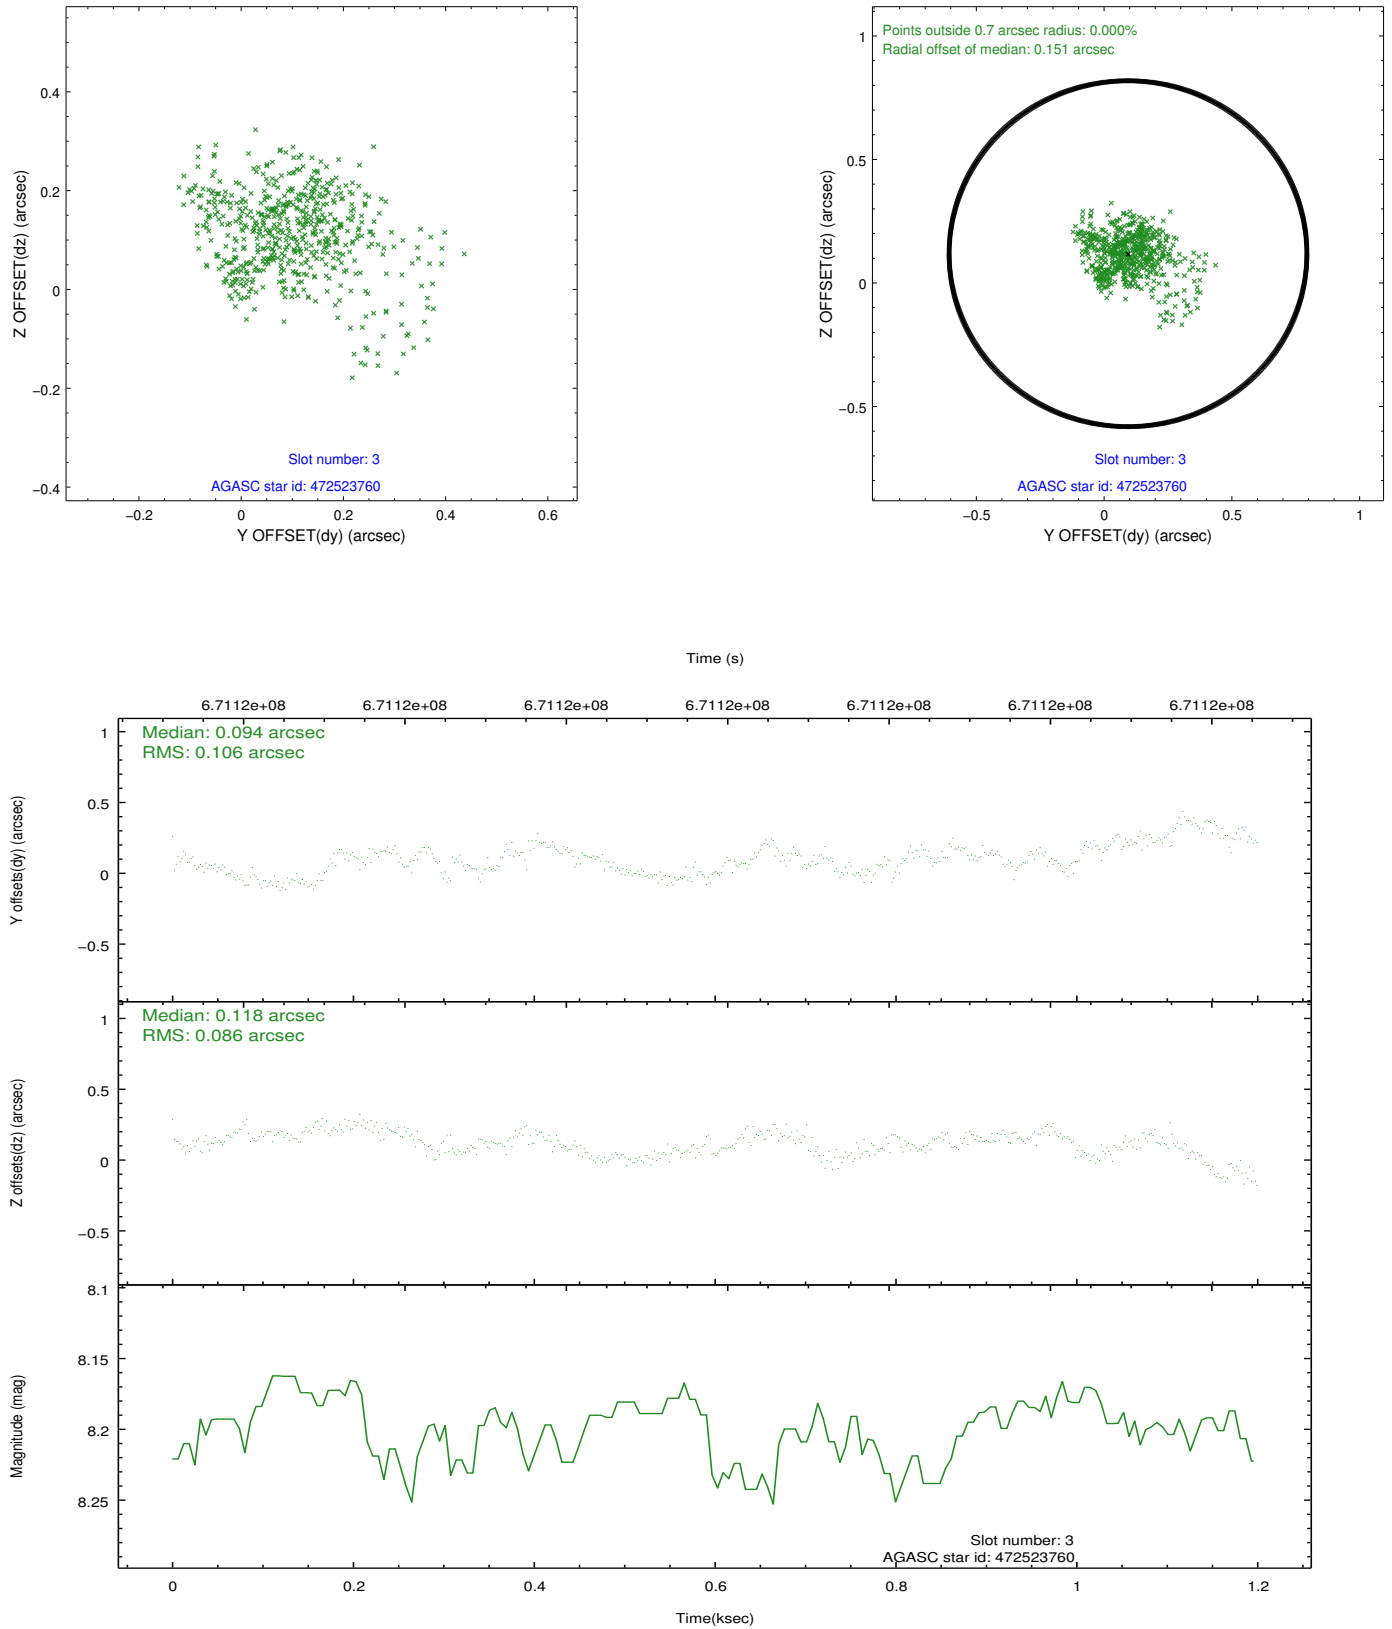 0.4
0.2
0
−0.2
−0.4
Z OFFSET(dz) (arcsec)
Slot number: 3
AGASC star id: 472523760
−0.2
0
0.2
0.4
0.6
Y OFFSET(dy) (arcsec)
Points outside 0.7 arcsec radius: 0.000%
Radial offset of median: 0.151 arcsec
1
0.5
0
−0.5
Z OFFSET(dz) (arcsec)
Slot number: 3
AGASC star id: 472523760
−0.5
0
0.5
1
Y OFFSET(dy) (arcsec)
Time (s)
6.7112e+08
6.7112e+08
6.7112e+08
6.7112e+08
6.7112e+08
6.7112e+08
6.7112e+08
Median: 0.094 arcsec
RMS: 0.106 arcsec
1
0.5
0
−0.5
Y offsets(dy) (arcsec)
Median: 0.118 arcsec
RMS: 0.086 arcsec
1
0.5
0
−0.5
Z offsets(dz) (arcsec)
8.1
8.15
8.2
8.25
Magnitude (mag)
Slot number: 3
AGASC star id: 472523760
0
0.2
0.4
0.6
0.8
1
1.2
Time(ksec)